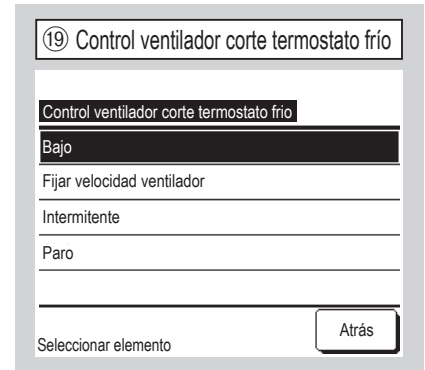 ⑲ Control ventilador corte termostato frío
Control ventilador corte termostato frio
Bajo
Fijar velocidad ventilador
Intermitente
Paro
Seleccionar elemento
Atrás